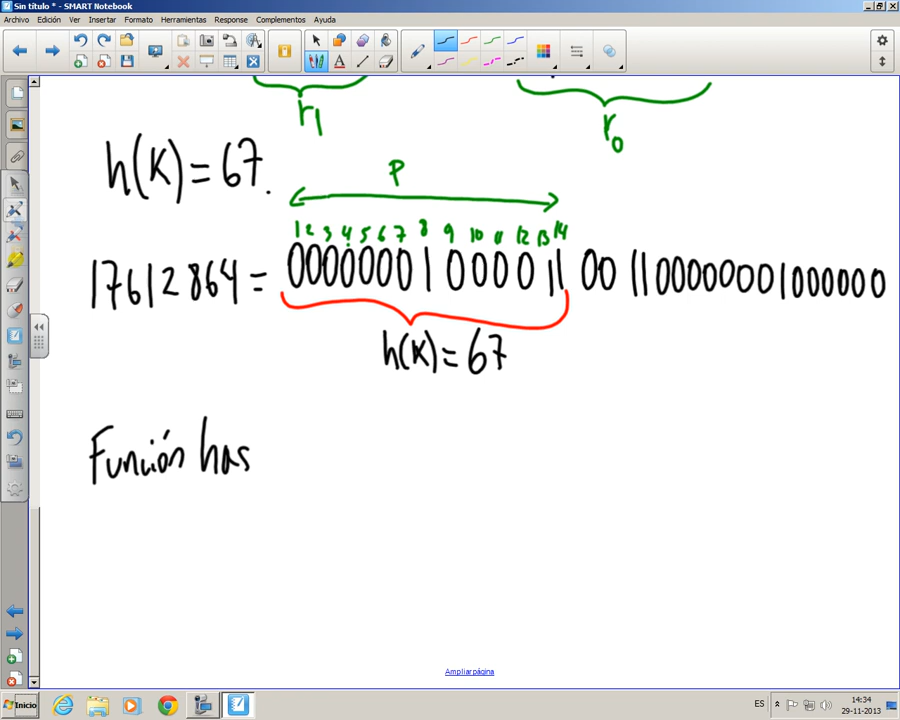 Sin título * - SMART Notebook
Archivo Edición Ver Insertar Formato Herramientas Response Complementos Ayuda
r1
r0
h(K)=67.
P
1 2 3 4 5 6 7 8 9 10 11 12 13 14
17612864 = 00000001000011 00 11000000001000000
h(K)=67
Función has
Ampliar página
Inicio
ES
14:34
29-11-2013